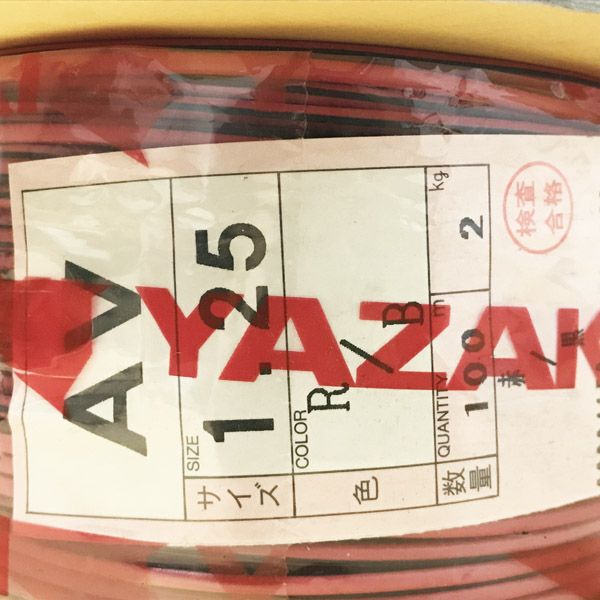 YAZAK
AV
サイズ SIZE 1.25
色 COLOR R/B
数量 QUANTITY 100 m 2 kg
赤/黒
検査
合格